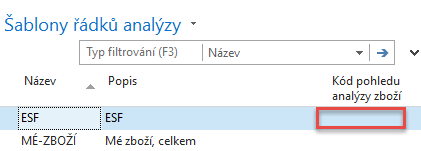 Šablony řádků analýzy
Typ filtrování (F3) Název
Název Popis Kód pohledu
analýzy zboží
ESF ESF
MÉ-ZBOŽÍ Mé zboží, celkem